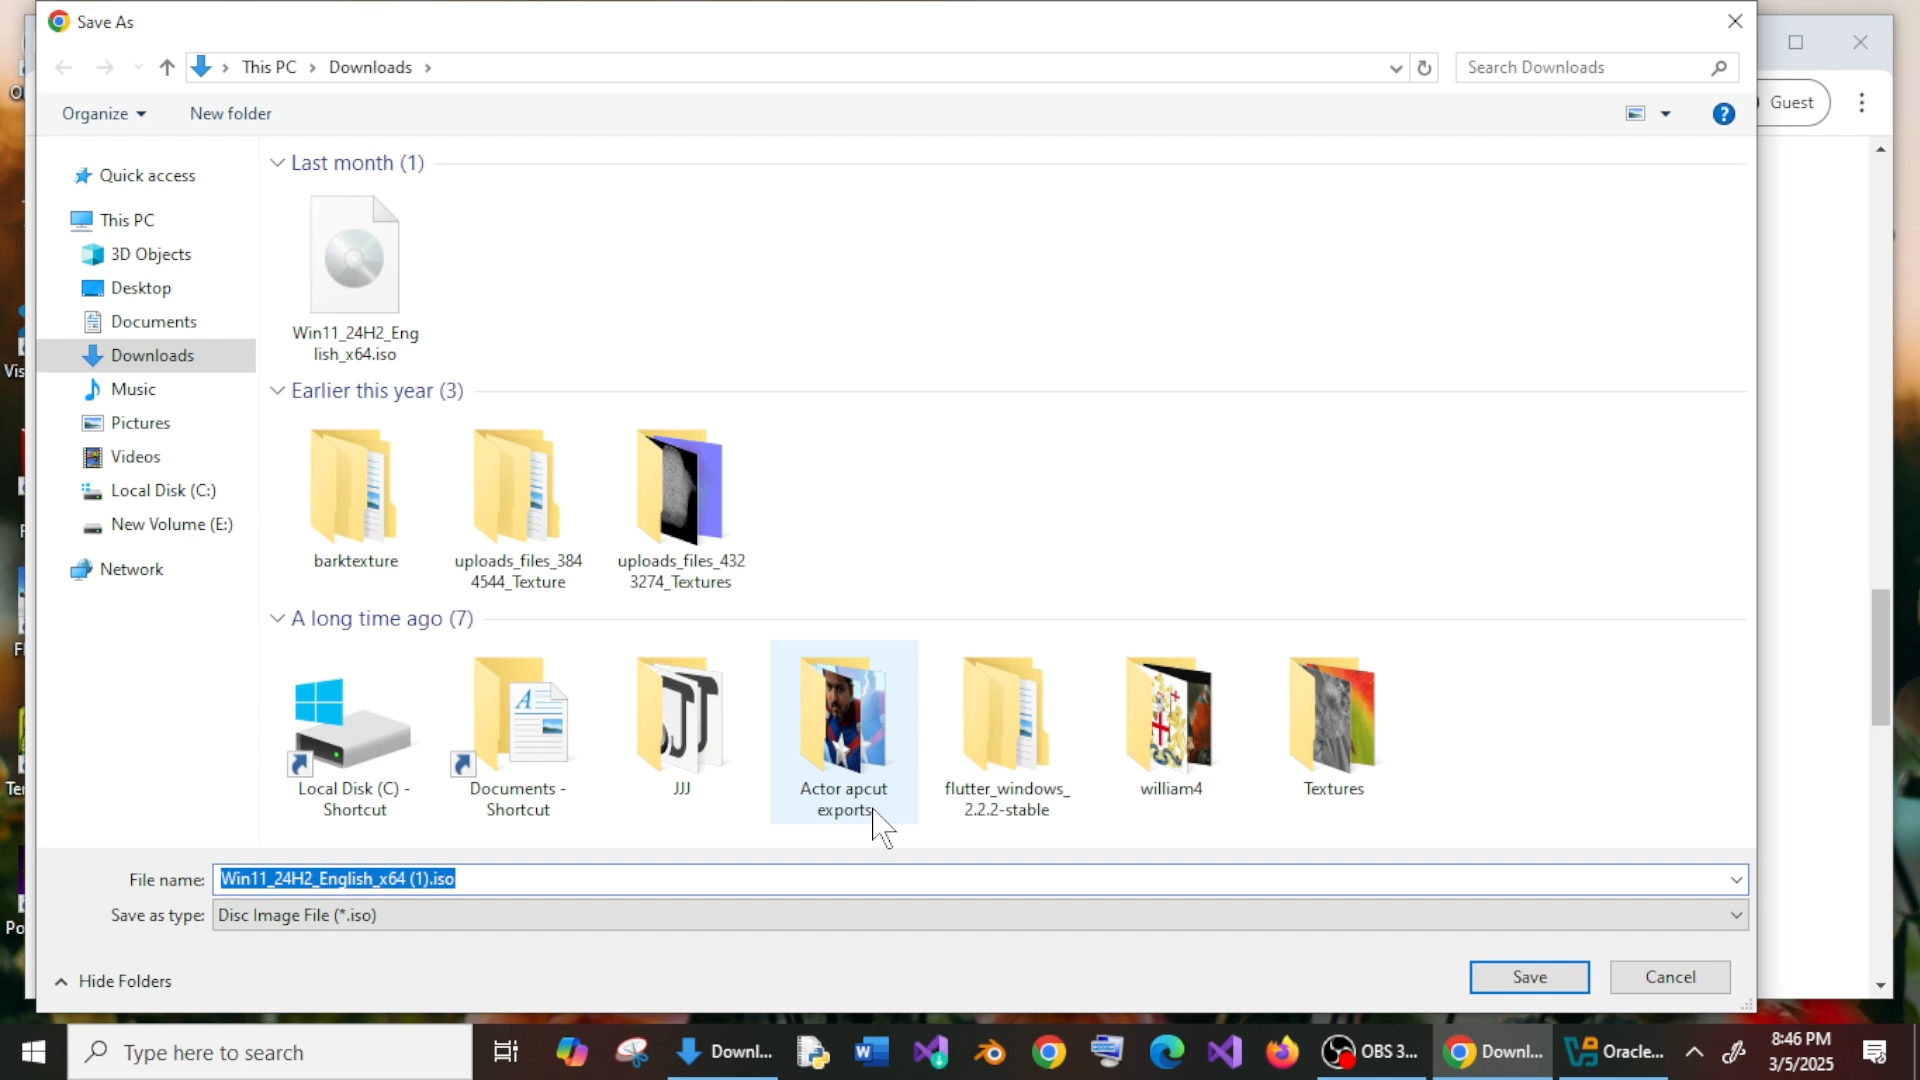 Save As
This PC
Downloads
Search Downloads
Organize
New folder
Guest
Quick access
This PC
3D Objects
Desktop
Documents
Downloads
Music
Pictures
Videos
Local Disk (C:)
New Volume (E:)
Network
Last month (1)
Win11_24H2_Eng
lish_x64.iso
Earlier this year (3)
barktexture
uploads_files_384
4544_Texture
uploads_files_432
3274_Textures
A long time ago (7)
Local Disk (C) -
Shortcut
Documents -
Shortcut
JJJ
Actor apcut
exports
flutter_windows_
2.2.2-stable
william4
Textures
File name:
Win11_24H2_English_x64 (1).iso
Save as type:
Disc Image File (*.iso)
Hide Folders
Save
Cancel
Type here to search
Downl...
OBS 3...
Downl...
Oracle...
8:46 PM
3/5/2025